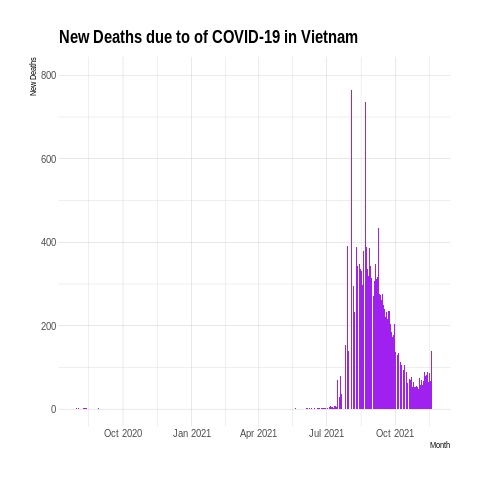 New Deaths due to of COVID-19 in Vietnam
New Deaths
800
600
400
200
0
Oct 2020 Jan 2021 Apr 2021 Jul 2021 Oct 2021
Month